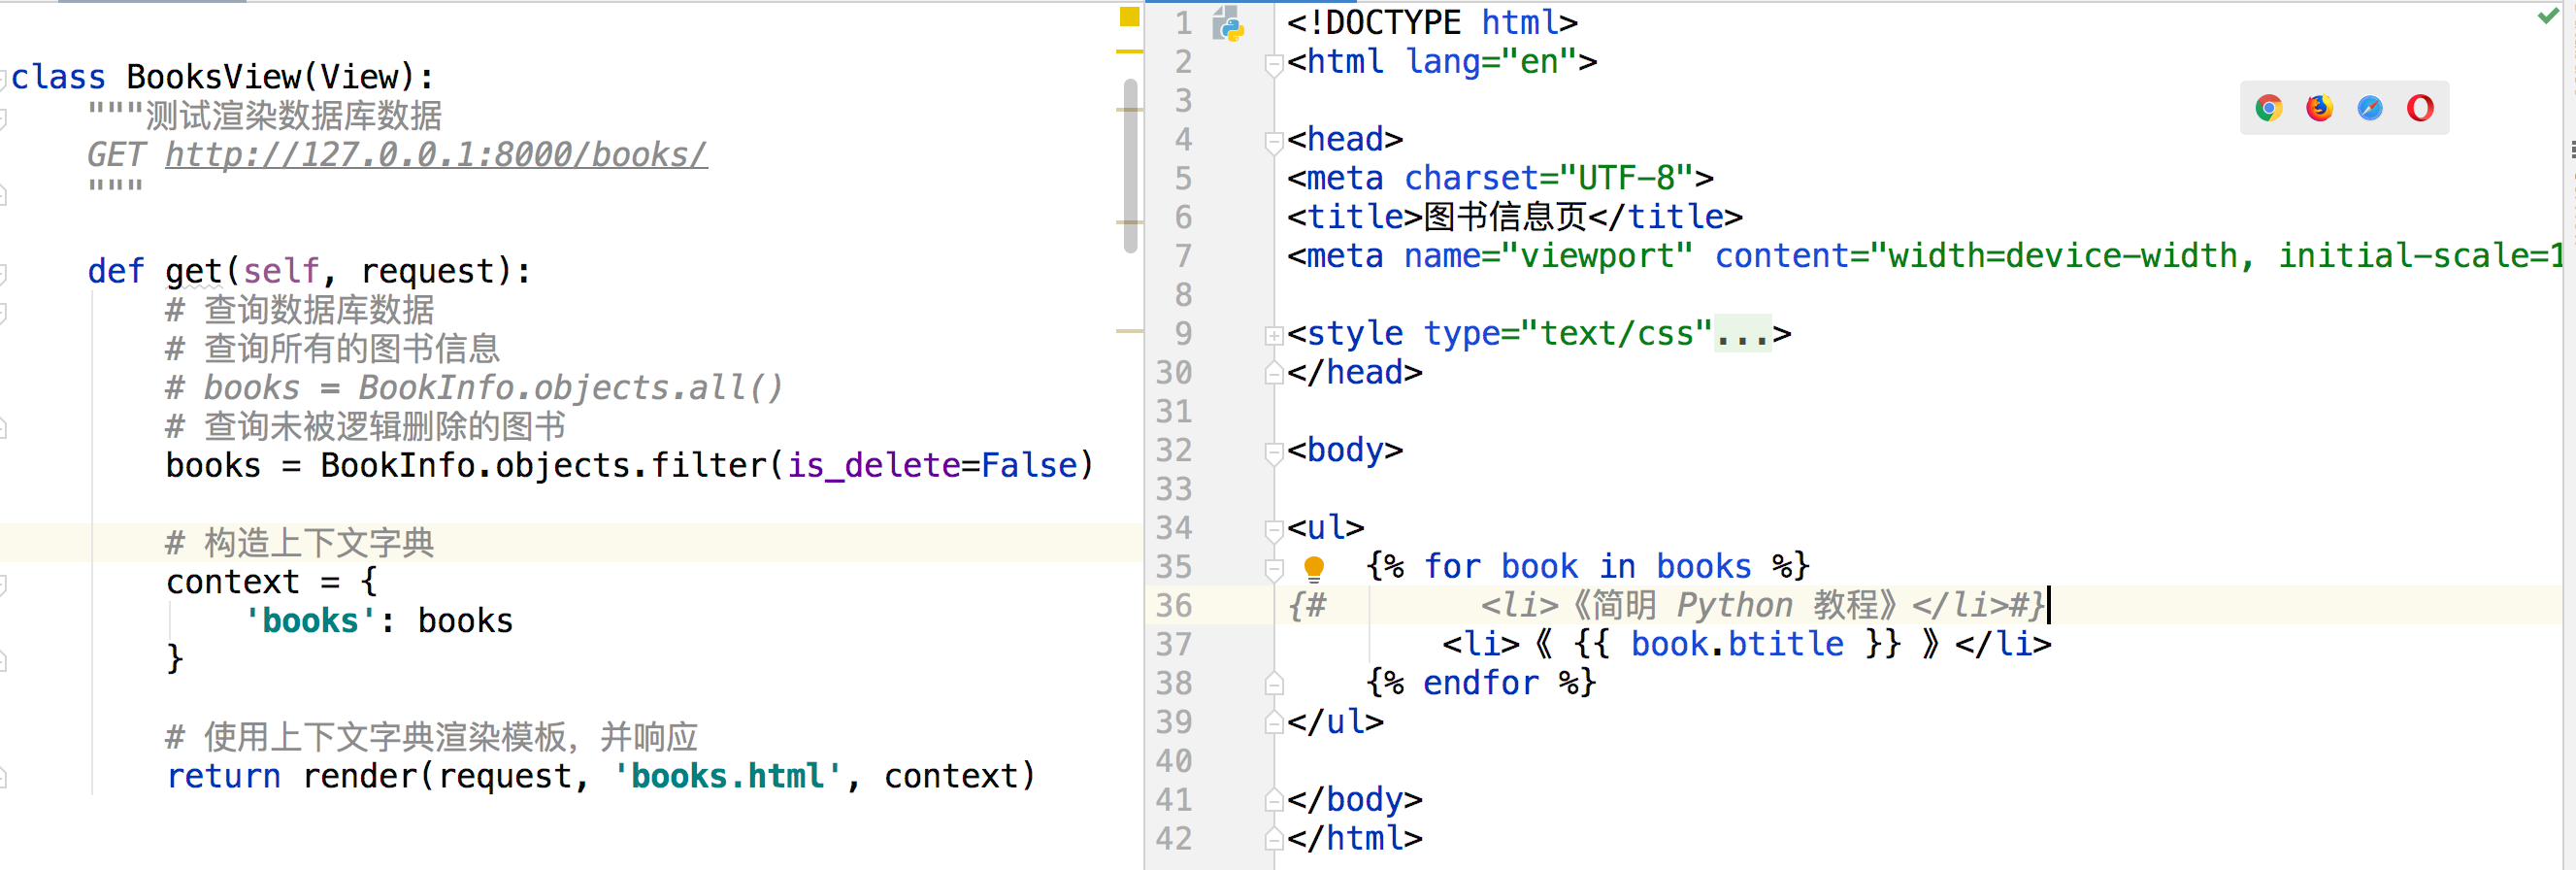 class BooksView(View):
    """测试渲染数据库数据
    GET http://127.0.0.1:8000/books/
    """
    def get(self, request):
        # 查询数据库数据
        # 查询所有的图书信息
        # books = BookInfo.objects.all()
        # 查询未被逻辑删除的图书
        books = BookInfo.objects.filter(is_delete=False)
        # 构造上下文字典
        context = {
            'books': books
        }
        # 使用上下文字典渲染模板，并响应
        return render(request, 'books.html', context)
1 <!DOCTYPE html>
2 <html lang="en">
3
4 <head>
5 <meta charset="UTF-8">
6 <title>图书信息页</title>
7 <meta name="viewport" content="width=device-width, initial-scale=1
8
9 <style type="text/css"...>
30 </head>
31
32 <body>
33
34 <ul>
35     {% for book in books %}
36 {#        <li>《简明 Python 教程》</li>#}
37         <li>《 {{ book.btitle }} 》</li>
38     {% endfor %}
39 </ul>
40
41 </body>
42 </html>